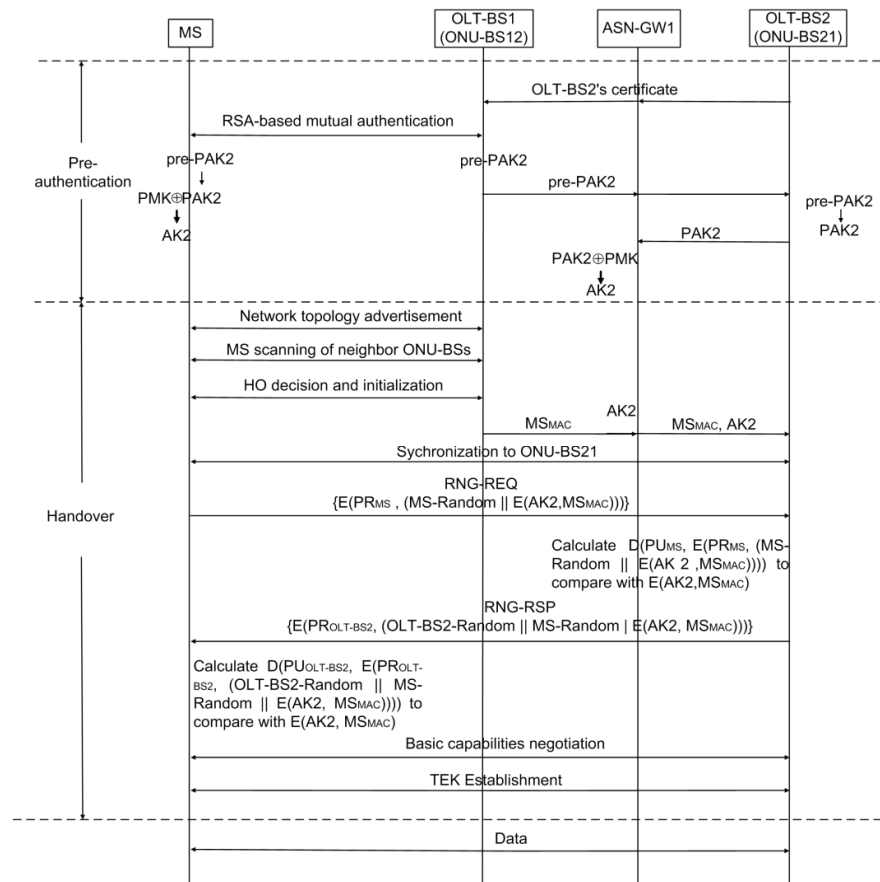 MS
OLT-BS1
(ONU-BS12)
ASN-GW1
OLT-BS2
(ONU-BS21)
OLT-BS2's certificate
RSA-based mutual authentication
Pre-
authentication
pre-PAK2
pre-PAK2
pre-PAK2
PMK⊕PAK2
pre-PAK2
AK2
PAK2
PAK2
PAK2⊕PMK
AK2
Network topology advertisement
MS scanning of neighbor ONU-BSs
HO decision and initialization
AK2
MSMAC
MSMAC, AK2
Sychronization to ONU-BS21
RNG-REQ
{E(PRMS , (MS-Random || E(AK2,MSMAC)))}
Handover
Calculate D(PUMS, E(PRMS, (MS-
Random || E(AK 2 ,MSMAC)))) to
compare with E(AK2,MSMAC)
RNG-RSP
{E(PROLT-BS2, (OLT-BS2-Random || MS-Random | E(AK2, MSMAC)))}
Calculate D(PUOLT-BS2, E(PROLT-
BS2, (OLT-BS2-Random || MS-
Random || E(AK2, MSMAC)))) to
compare with E(AK2, MSMAC)
Basic capabilities negotiation
TEK Establishment
Data